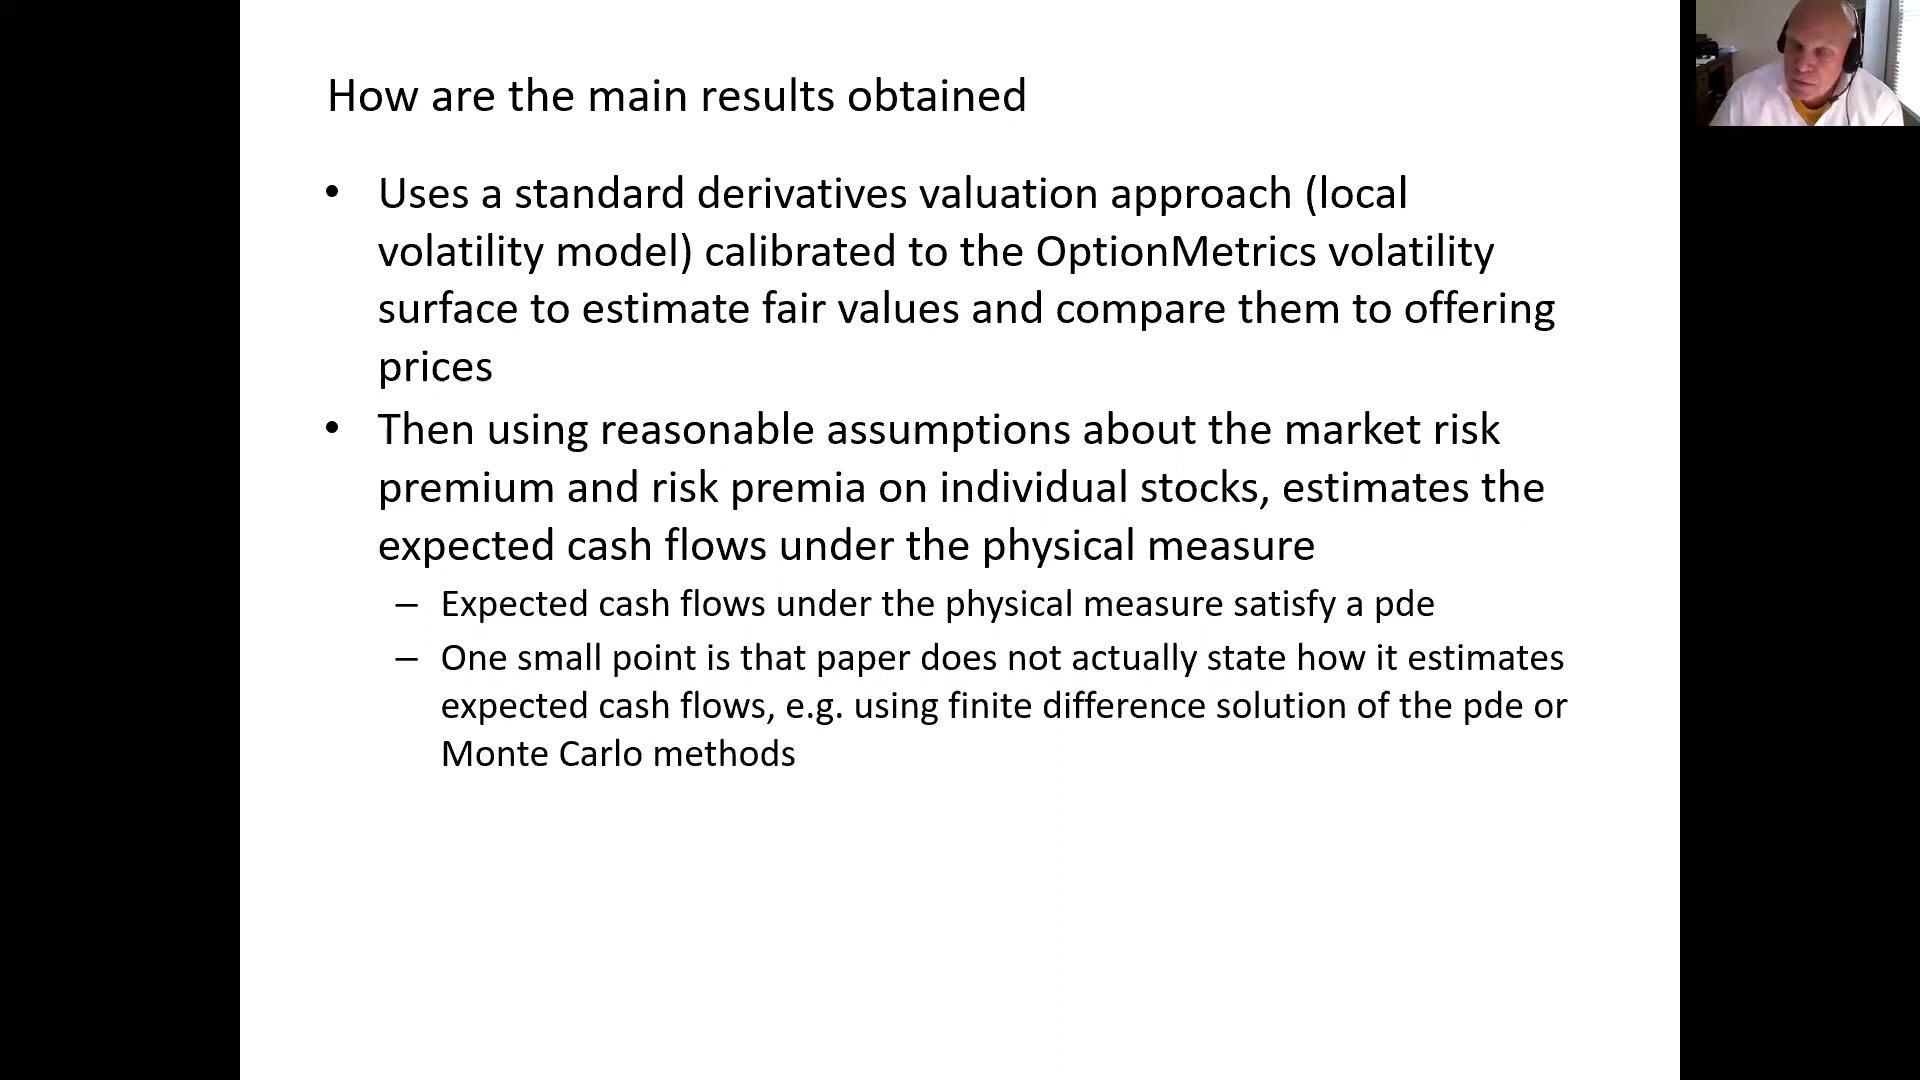 How are the main results obtained
• Uses a standard derivatives valuation approach (local
volatility model) calibrated to the OptionMetrics volatility
surface to estimate fair values and compare them to offering
prices
• Then using reasonable assumptions about the market risk
premium and risk premia on individual stocks, estimates the
expected cash flows under the physical measure
– Expected cash flows under the physical measure satisfy a pde
– One small point is that paper does not actually state how it estimates
expected cash flows, e.g. using finite difference solution of the pde or
Monte Carlo methods